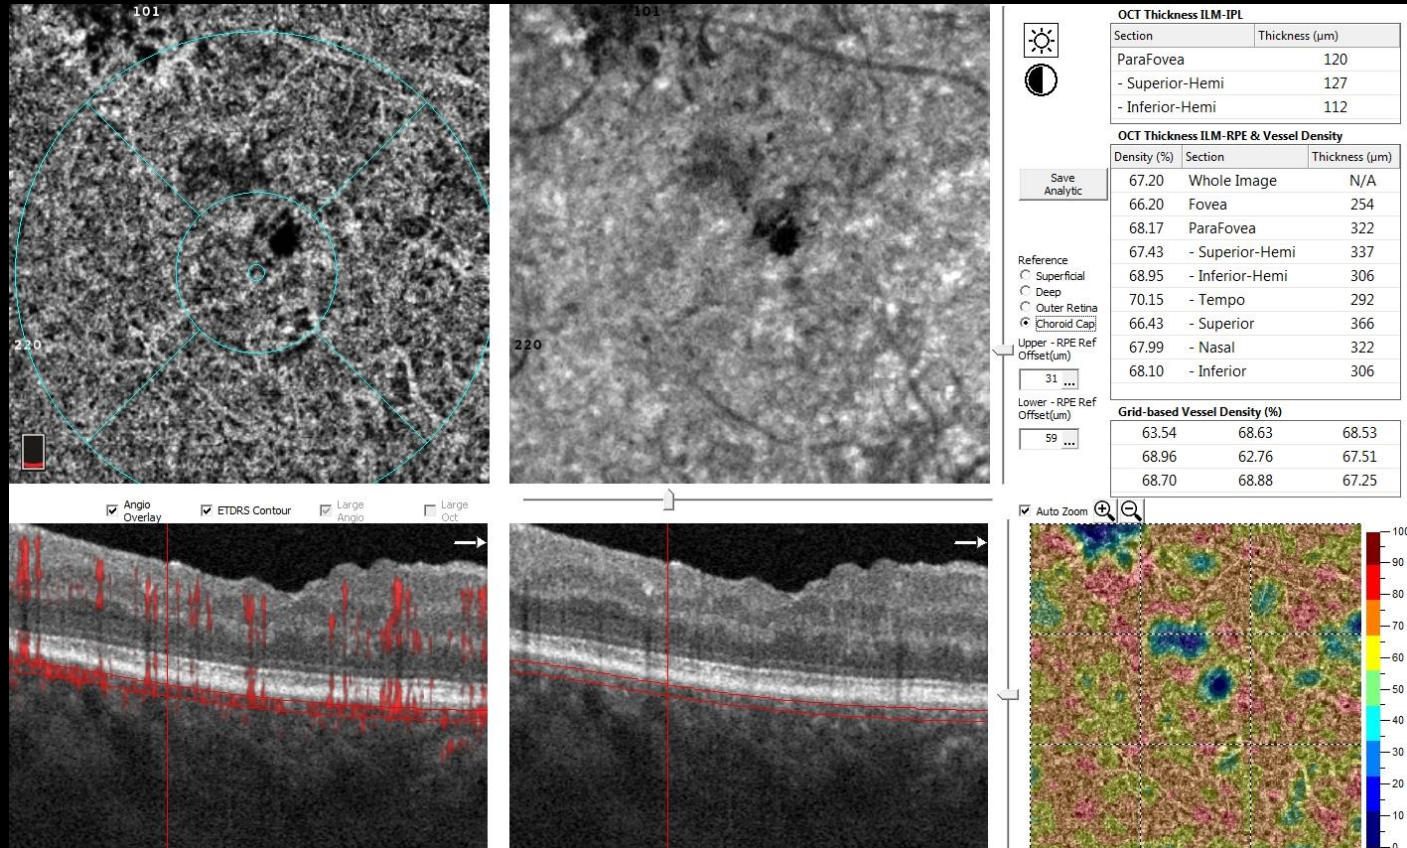 101
220
101
220
OCT Thickness ILM-IPL
Section Thickness (µm)
ParaFovea 120
- Superior-Hemi 127
- Inferior-Hemi 112
OCT Thickness ILM-RPE & Vessel Density
Density (%) Section Thickness (µm)
67.20 Whole Image N/A
66.20 Fovea 254
68.17 ParaFovea 322
67.43 - Superior-Hemi 337
68.95 - Inferior-Hemi 306
70.15 - Tempo 292
66.43 - Superior 366
67.99 - Nasal 322
68.10 - Inferior 306
Grid-based Vessel Density (%)
63.54 68.63 68.53
68.96 62.76 67.51
68.70 68.88 67.25
Save
Analytic
Reference
Superficial
Deep
Outer Retina
Choroid Cap
Upper - RPE Ref
Offset(um)
31 ...
Lower - RPE Ref
Offset(um)
59 ...
Angio
Overlay
ETDRS Contour
Large
Angio
Large
Oct
Auto Zoom
100
90
80
70
60
50
40
30
20
10
0